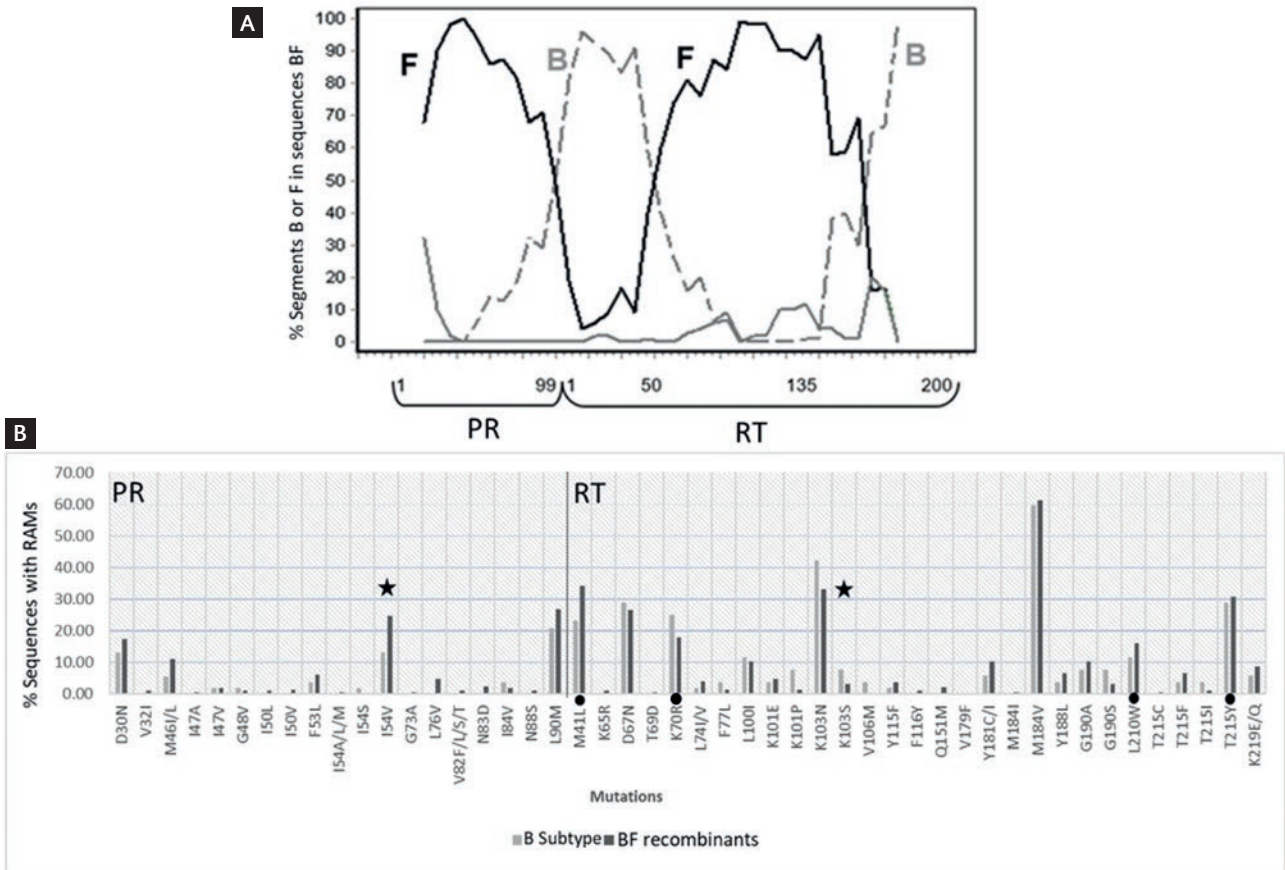 A
% Segments B or F in sequences BF
100
90
80
70
60
50
40
30
20
10
0
F
B
F
B
1 99 1 50 135 200
PR RT
B
% Sequences with RAMs
70.00
60.00
50.00
40.00
30.00
20.00
10.00
0.00
PR RT
D30N
V32I
M46I/L
I47A
I47V
G48V
I50L
I50V
F53L
I54A/L/M
I54S
I54V
G73A
L76V
V82F/L/S/T
N83D
I84V
N88S
L90M
M41L
K65R
D67N
T69D
K70R
L74I/V
F77L
L100I
K101E
K101P
K103N
K103S
V106M
Y115F
F116Y
Q151M
V179F
Y181C/I
M184I
M184V
Y188L
G190A
G190S
L210W
T215C
T215F
T215I
T215Y
K219E/Q
Mutations
B Subtype BF recombinants